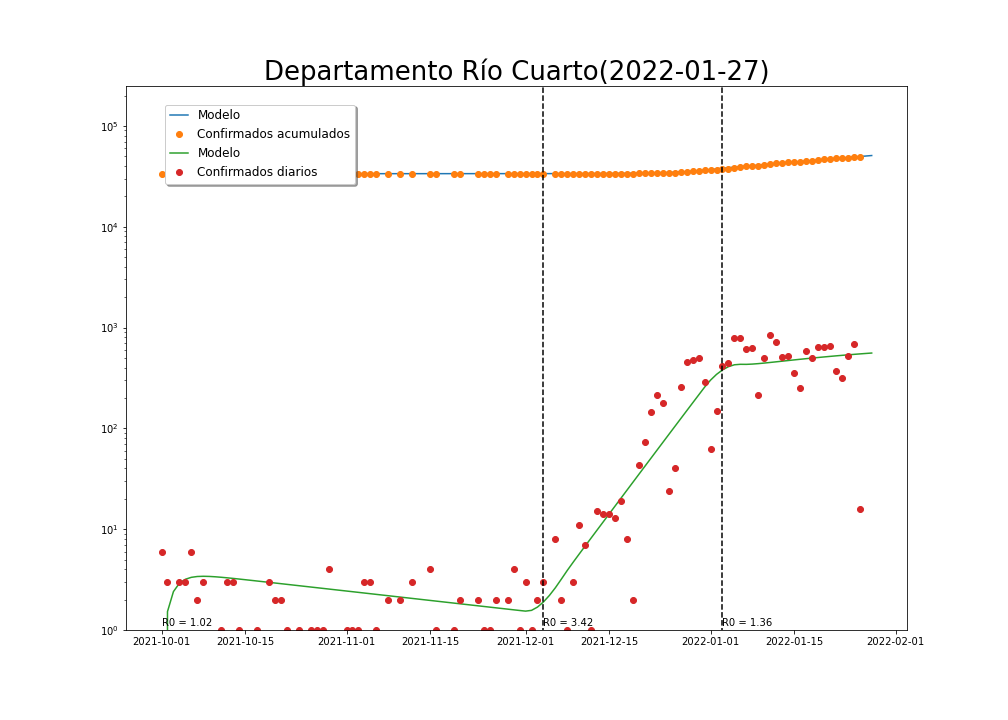 Departamento Río Cuarto(2022-01-27)
Modelo
Confirmados acumulados
Modelo
Confirmados diarios
10⁵
10⁴
10³
10²
10¹
10⁰
R0 = 1.02
R0 = 3.42
R0 = 1.36
2021-10-01
2021-10-15
2021-11-01
2021-11-15
2021-12-01
2021-12-15
2022-01-01
2022-01-15
2022-02-01